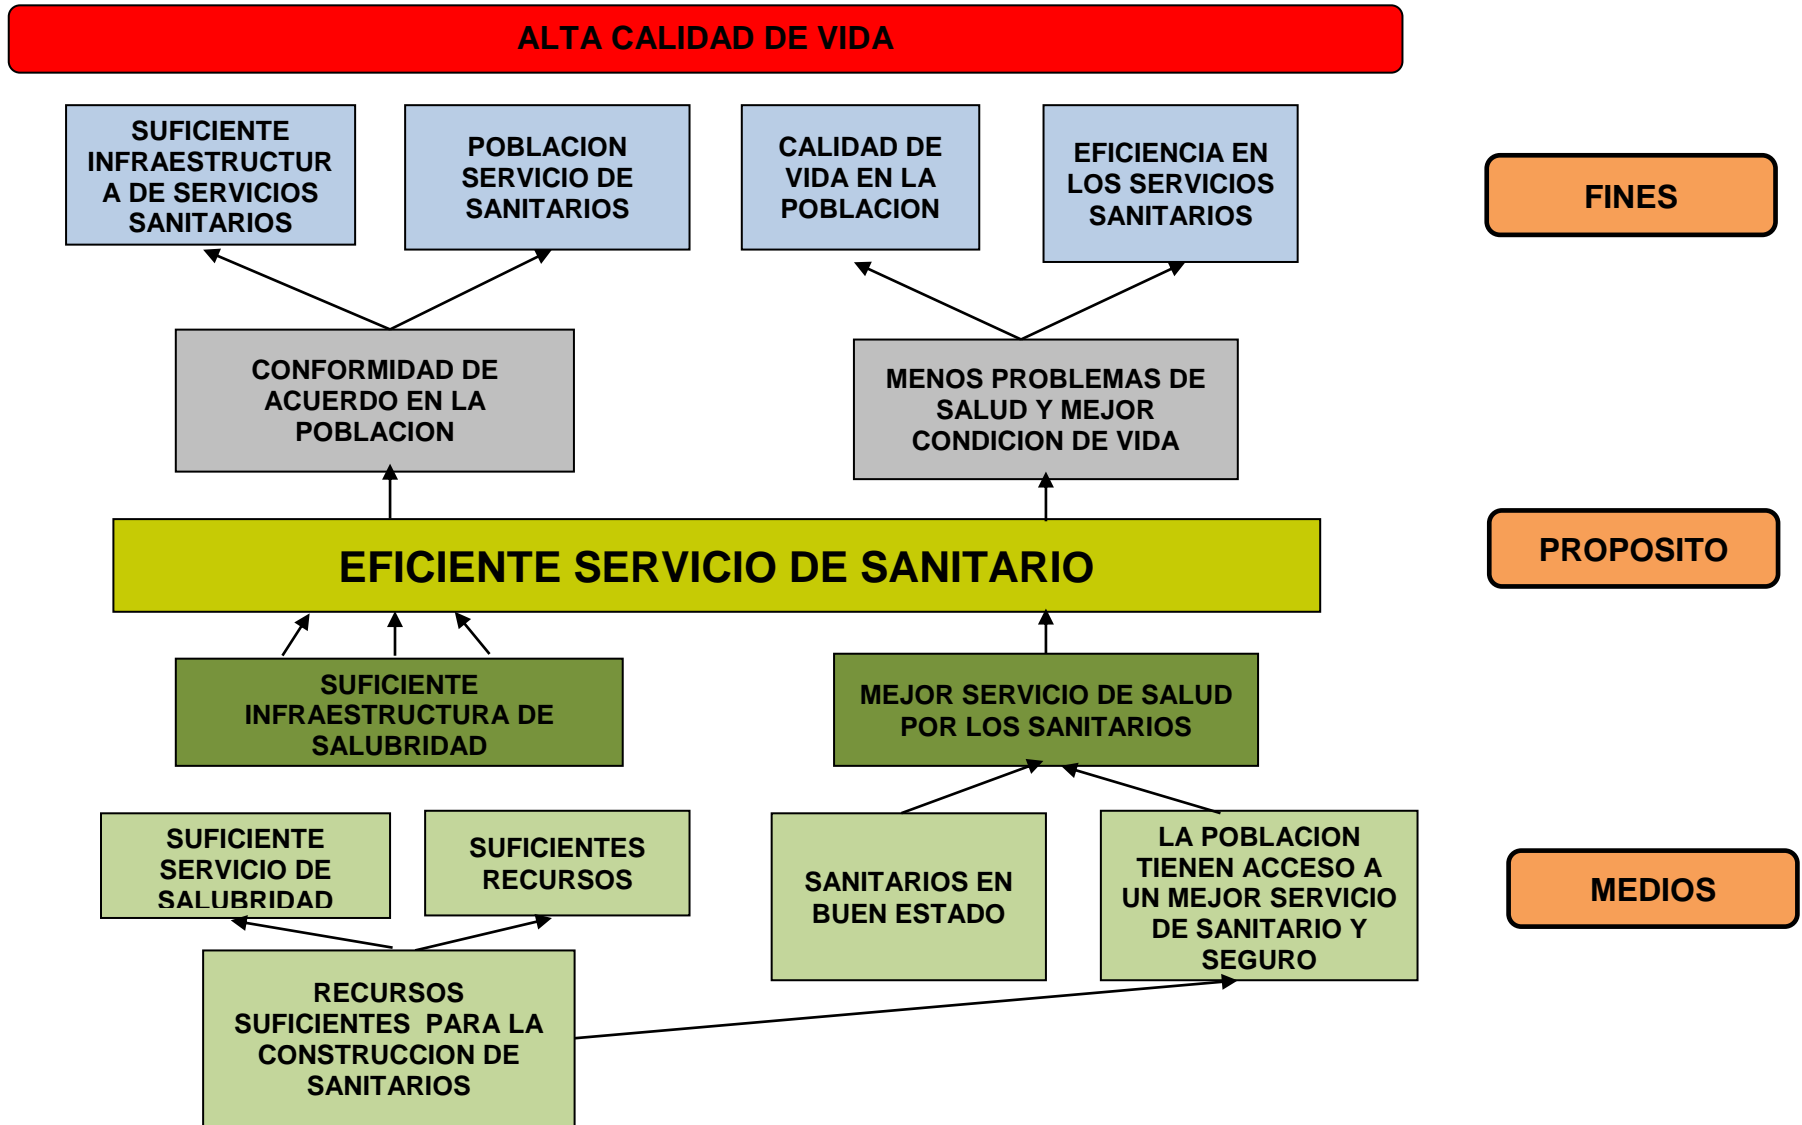 ALTA CALIDAD DE VIDA
SUFICIENTE
INFRAESTRUCTUR
A DE SERVICIOS
SANITARIOS
POBLACION
SERVICIO DE
SANITARIOS
CALIDAD DE
VIDA EN LA
POBLACION
EFICIENCIA EN
LOS SERVICIOS
SANITARIOS
FINES
CONFORMIDAD DE
ACUERDO EN LA
POBLACION
MENOS PROBLEMAS DE
SALUD Y MEJOR
CONDICION DE VIDA
EFICIENTE SERVICIO DE SANITARIO
PROPOSITO
SUFICIENTE
INFRAESTRUCTURA DE
SALUBRIDAD
MEJOR SERVICIO DE SALUD
POR LOS SANITARIOS
SUFICIENTE
SERVICIO DE
SALUBRIDAD
SUFICIENTES
RECURSOS
SANITARIOS EN
BUEN ESTADO
LA POBLACION
TIENEN ACCESO A
UN MEJOR SERVICIO
DE SANITARIO Y
SEGURO
MEDIOS
RECURSOS
SUFICIENTES  PARA LA
CONSTRUCCION DE
SANITARIOS